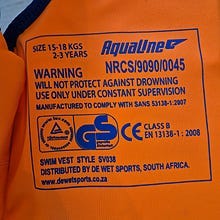 SIZE 15-18 KGS
2-3 YEARS
AquaLine
WARNING NRCS/9090/0045
WILL NOT PROTECT AGAINST DROWNING
USE ONLY UNDER CONSTANT SUPERVISION
MANUFACTURED TO COMPLY WITH SANS 53138-1:2007
GS
CE CLASS B
EN 13138-1 : 2008
SWIM VEST STYLE SV038
DISTRIBUTED BY DE WET SPORTS, SOUTH AFRICA.
www.dewetsports.co.za